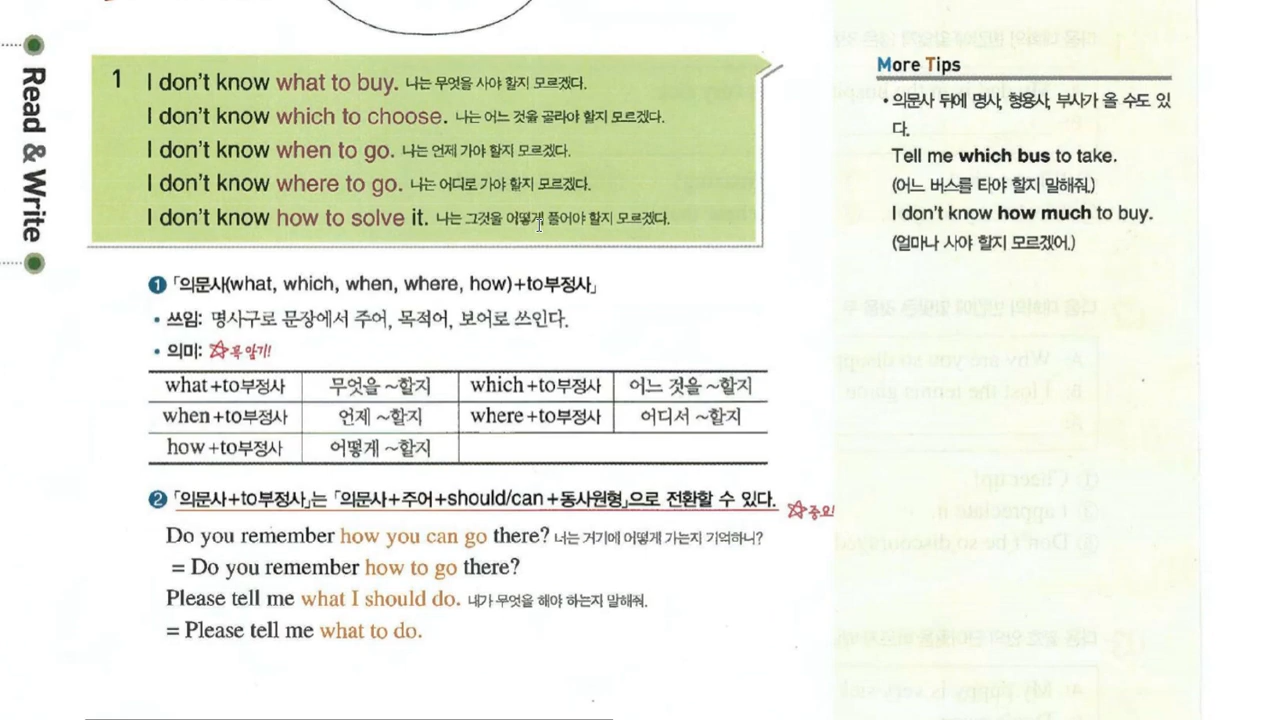 Read & Write
1 I don't know what to buy. 나는 무엇을 사야 할지 모르겠다.
I don't know which to choose. 나는 어느 것을 골라야 할지 모르겠다.
I don't know when to go. 나는 언제 가야 할지 모르겠다.
I don't know where to go. 나는 어디로 가야 할지 모르겠다.
I don't know how to solve it. 나는 그것을 어떻게 풀어야 할지 모르겠다.
❶ 「의문사(what, which, when, where, how)+to부정사」
• 쓰임: 명사구로 문장에서 주어, 목적어, 보어로 쓰인다.
• 의미: ☆꼭 암기!
what+to부정사 무엇을 ~할지 which+to부정사 어느 것을 ~할지
when+to부정사 언제 ~할지 where+to부정사 어디서 ~할지
how+to부정사 어떻게 ~할지
❷ 「의문사+to부정사」는 「의문사+주어+should/can+동사원형」으로 전환할 수 있다. ☆중요!
Do you remember how you can go there? 너는 거기에 어떻게 가는지 기억하니?
= Do you remember how to go there?
Please tell me what I should do. 내가 무엇을 해야 하는지 말해줘.
= Please tell me what to do.
More Tips
• 의문사 뒤에 명사, 형용사, 부사가 올 수도 있
다.
Tell me which bus to take.
(어느 버스를 타야 할지 말해줘.)
I don't know how much to buy.
(얼마나 사야 할지 모르겠어.)